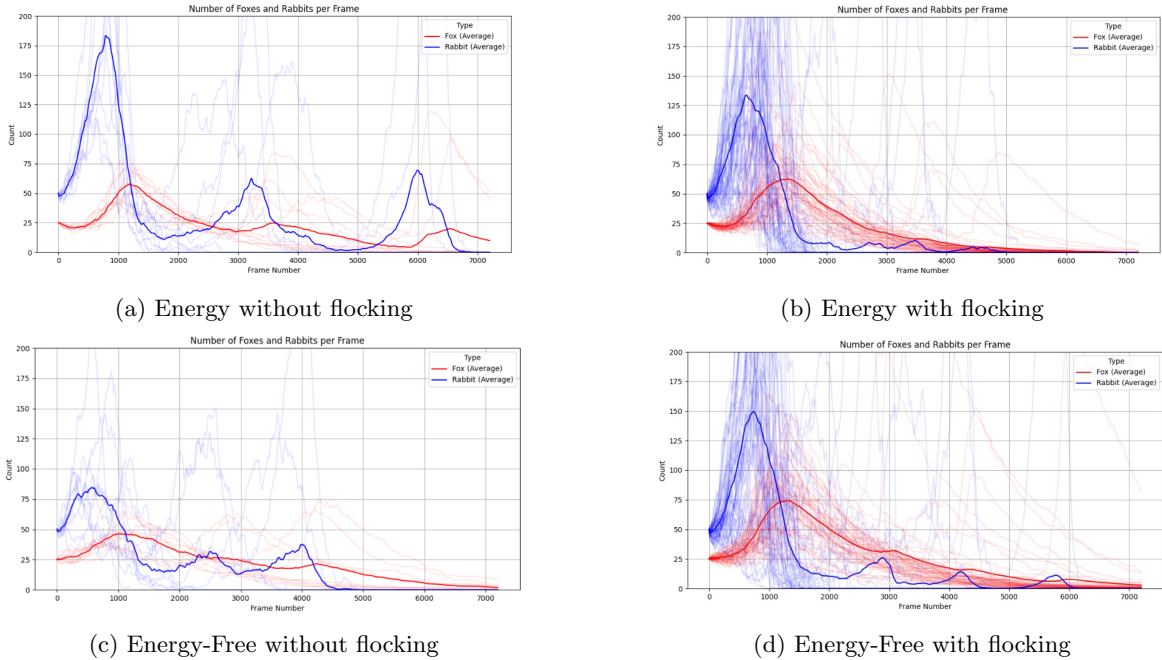 Number of Foxes and Rabbits per Frame
200
175
150
125
100
75
50
25
0
Count
0 1000 2000 3000 4000 5000 6000 7000
Frame Number
Type
Fox (Average)
Rabbit (Average)
(a) Energy without flocking
Number of Foxes and Rabbits per Frame
200
175
150
125
100
75
50
25
0
Count
0 1000 2000 3000 4000 5000 6000 7000
Frame Number
Type
Fox (Average)
Rabbit (Average)
(b) Energy with flocking
Number of Foxes and Rabbits per Frame
200
175
150
125
100
75
50
25
0
Count
0 1000 2000 3000 4000 5000 6000 7000
Frame Number
Type
Fox (Average)
Rabbit (Average)
(c) Energy-Free without flocking
Number of Foxes and Rabbits per Frame
200
175
150
125
100
75
50
25
0
Count
0 1000 2000 3000 4000 5000 6000 7000
Frame Number
Type
Fox (Average)
Rabbit (Average)
(d) Energy-Free with flocking